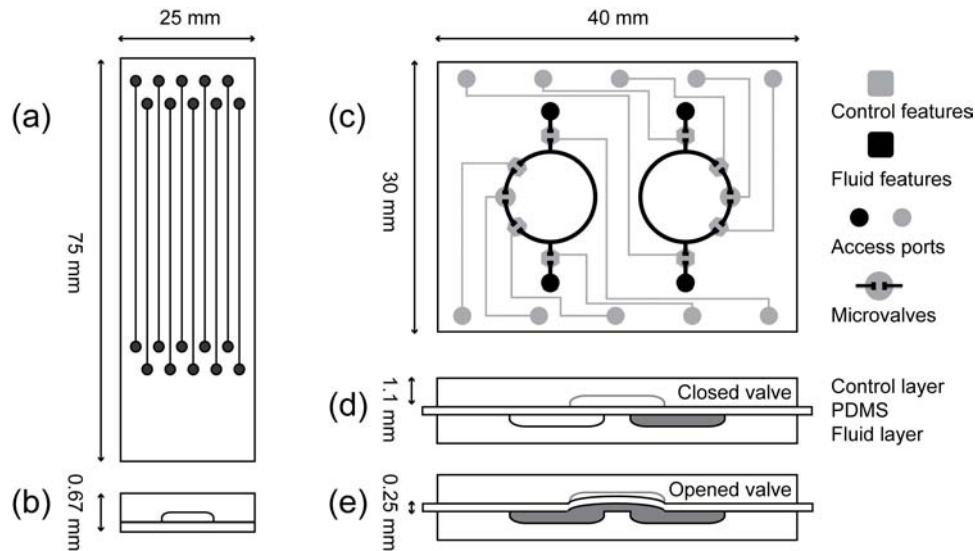 25 mm
40 mm
(a)
75 mm
(b)
0.67 mm
(c)
30 mm
Control features
Fluid features
Access ports
Microvalves
(d)
1.1 mm
Closed valve
Control layer
PDMS
Fluid layer
(e)
0.25 mm
Opened valve